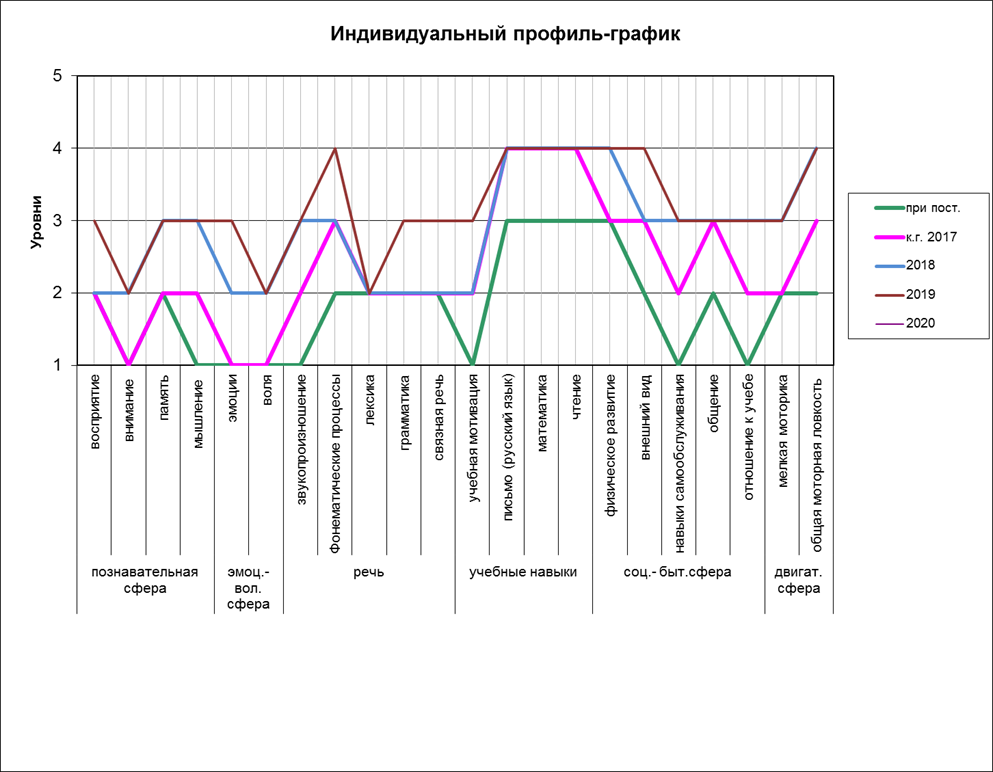 Индивидуальный профиль-график
Уровни
5
4
3
2
1
восприятие
внимание
память
мышление
эмоции
воля
звукопроизношение
Фонематические процессы
лексика
грамматика
связная речь
учебная мотивация
письмо (русский язык)
математика
чтение
физическое развитие
внешний вид
навыки самообслуживания
общение
отношение к учебе
мелкая моторика
общая моторная ловкость
познавательная
сфера
эмоц.-
вол.
сфера
речь
учебные навыки
соц.- быт.сфера
двигат.
сфера
при пост.
к.г. 2017
2018
2019
2020